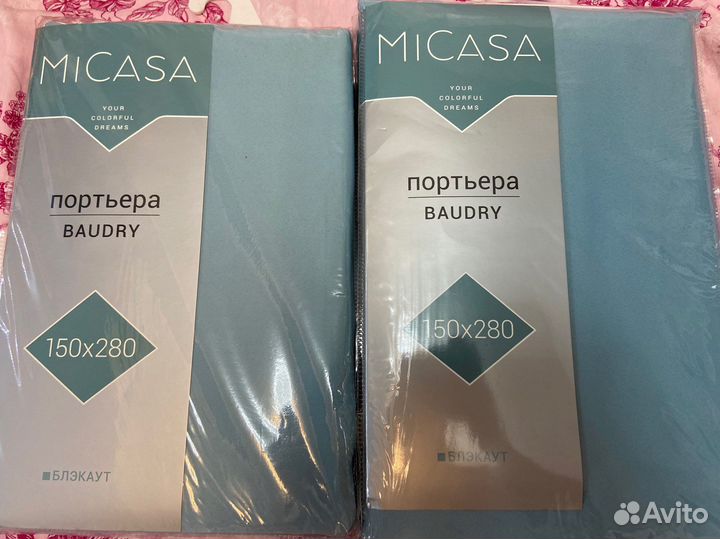 MICASA
YOUR
COLORFUL
DREAMS
портьера
BAUDRY
150x280
БЛЭКАУТ
MICASA
YOUR
COLORFUL
DREAMS
портьера
BAUDRY
150x280
БЛЭКАУТ
Avito